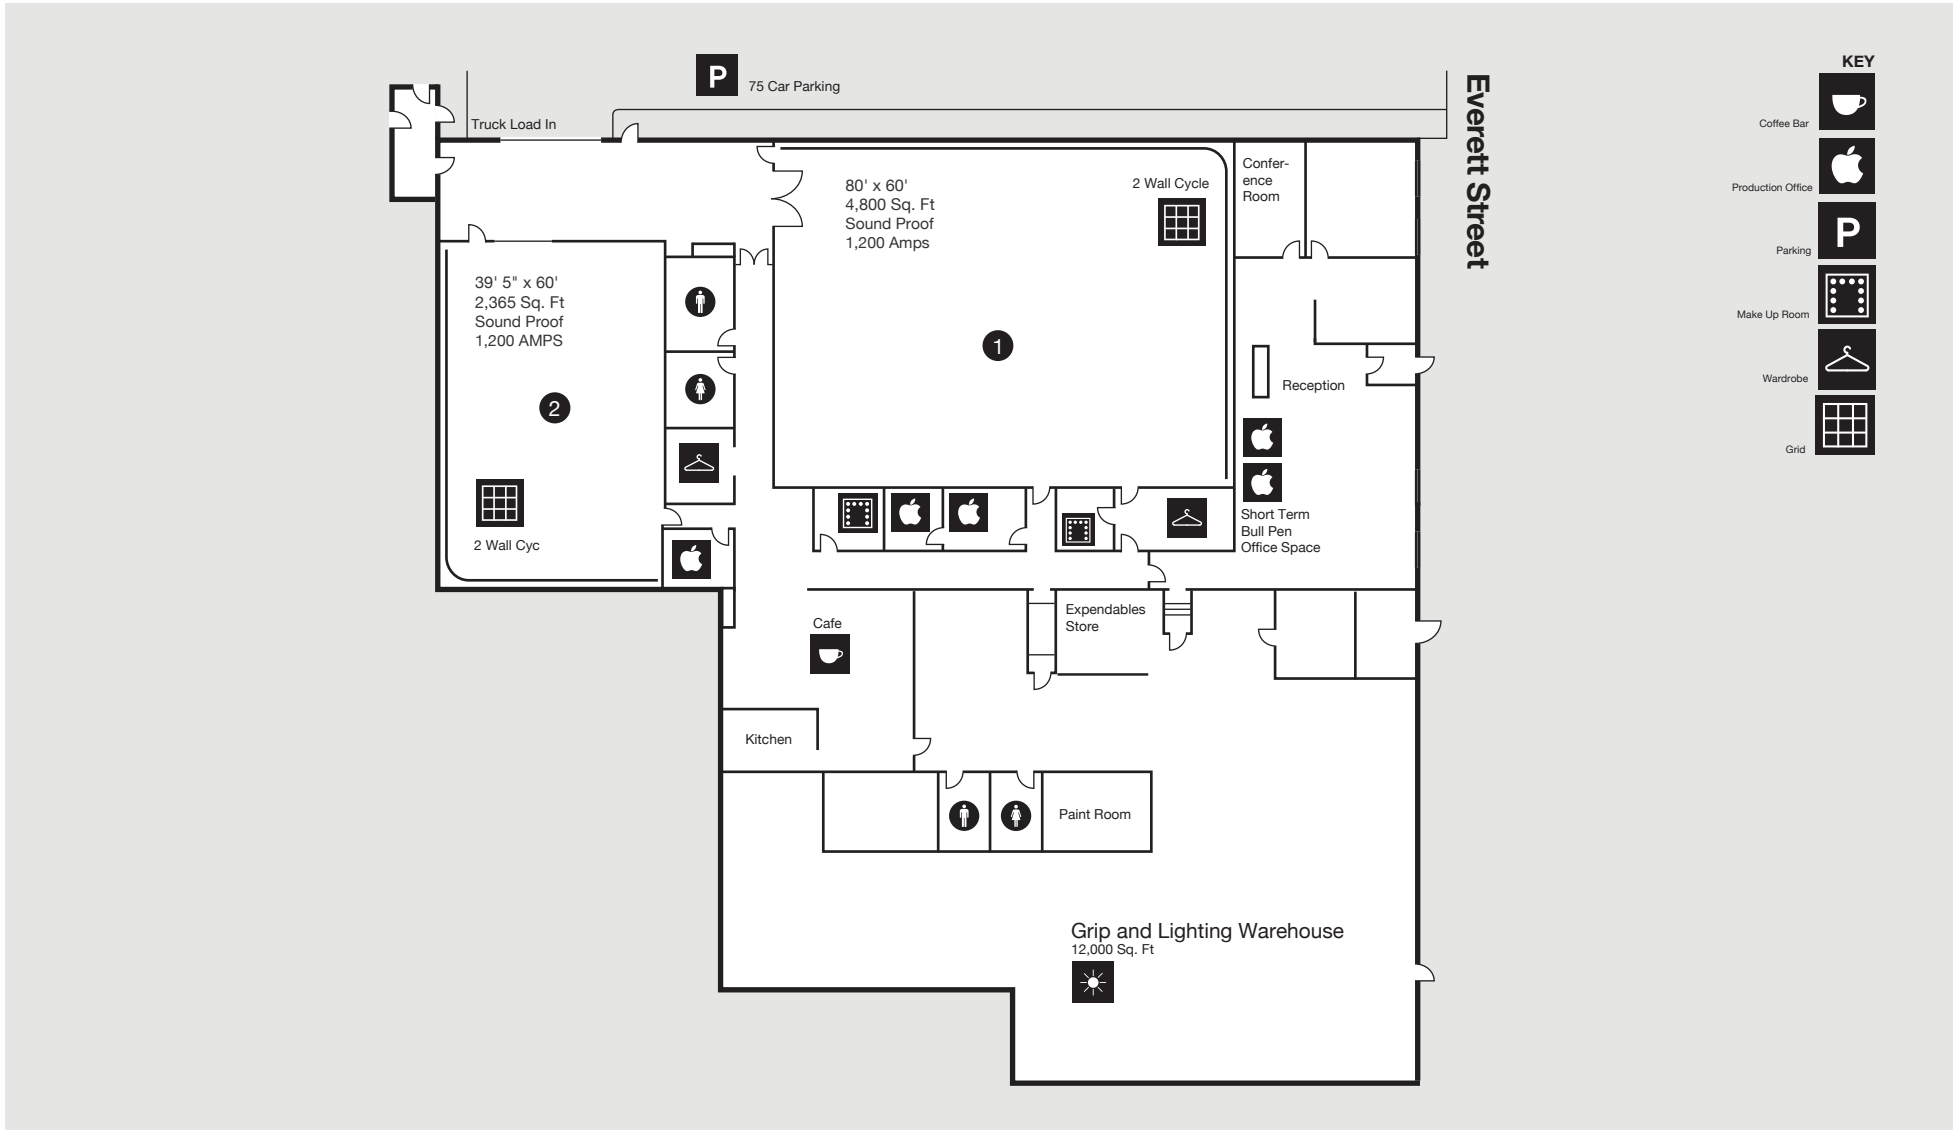 P
75 Car Parking
Truck Load In
Everett Street
80' x 60'
4,800 Sq. Ft
Sound Proof
1,200 Amps
2 Wall Cycle
1
Confer-
ence
Room
39' 5" x 60'
2,365 Sq. Ft
Sound Proof
1,200 AMPS
2
2 Wall Cyc
Reception
Short Term
Bull Pen
Office Space
Cafe
Expendables
Store
Kitchen
Paint Room
Grip and Lighting Warehouse
12,000 Sq. Ft
KEY
Coffee Bar
Production Office
P
Parking
Make Up Room
Wardrobe
Grid